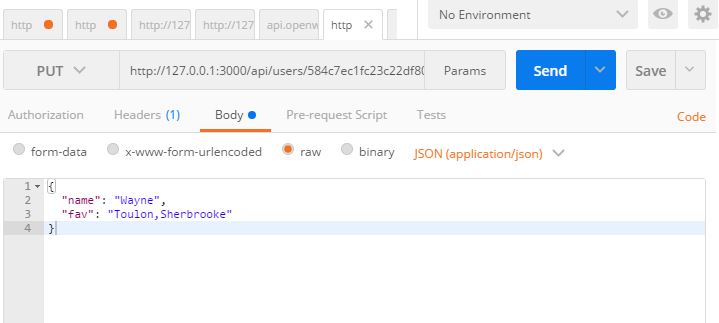 http http http://127 http://127 api.openw http × No Environment
PUT http://127.0.0.1:3000/api/users/584c7ec1fc23c22df80 Params Send Save
Authorization Headers (1) Body Pre-request Script Tests Code
form-data x-www-form-urlencoded raw binary JSON (application/json)
1 {
2 "name": "Wayne",
3 "fav": "Toulon,Sherbrooke"
4 }